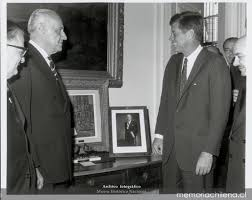 Archivo fotográfico
Museo Histórico Nacional
memoriachilena.cl